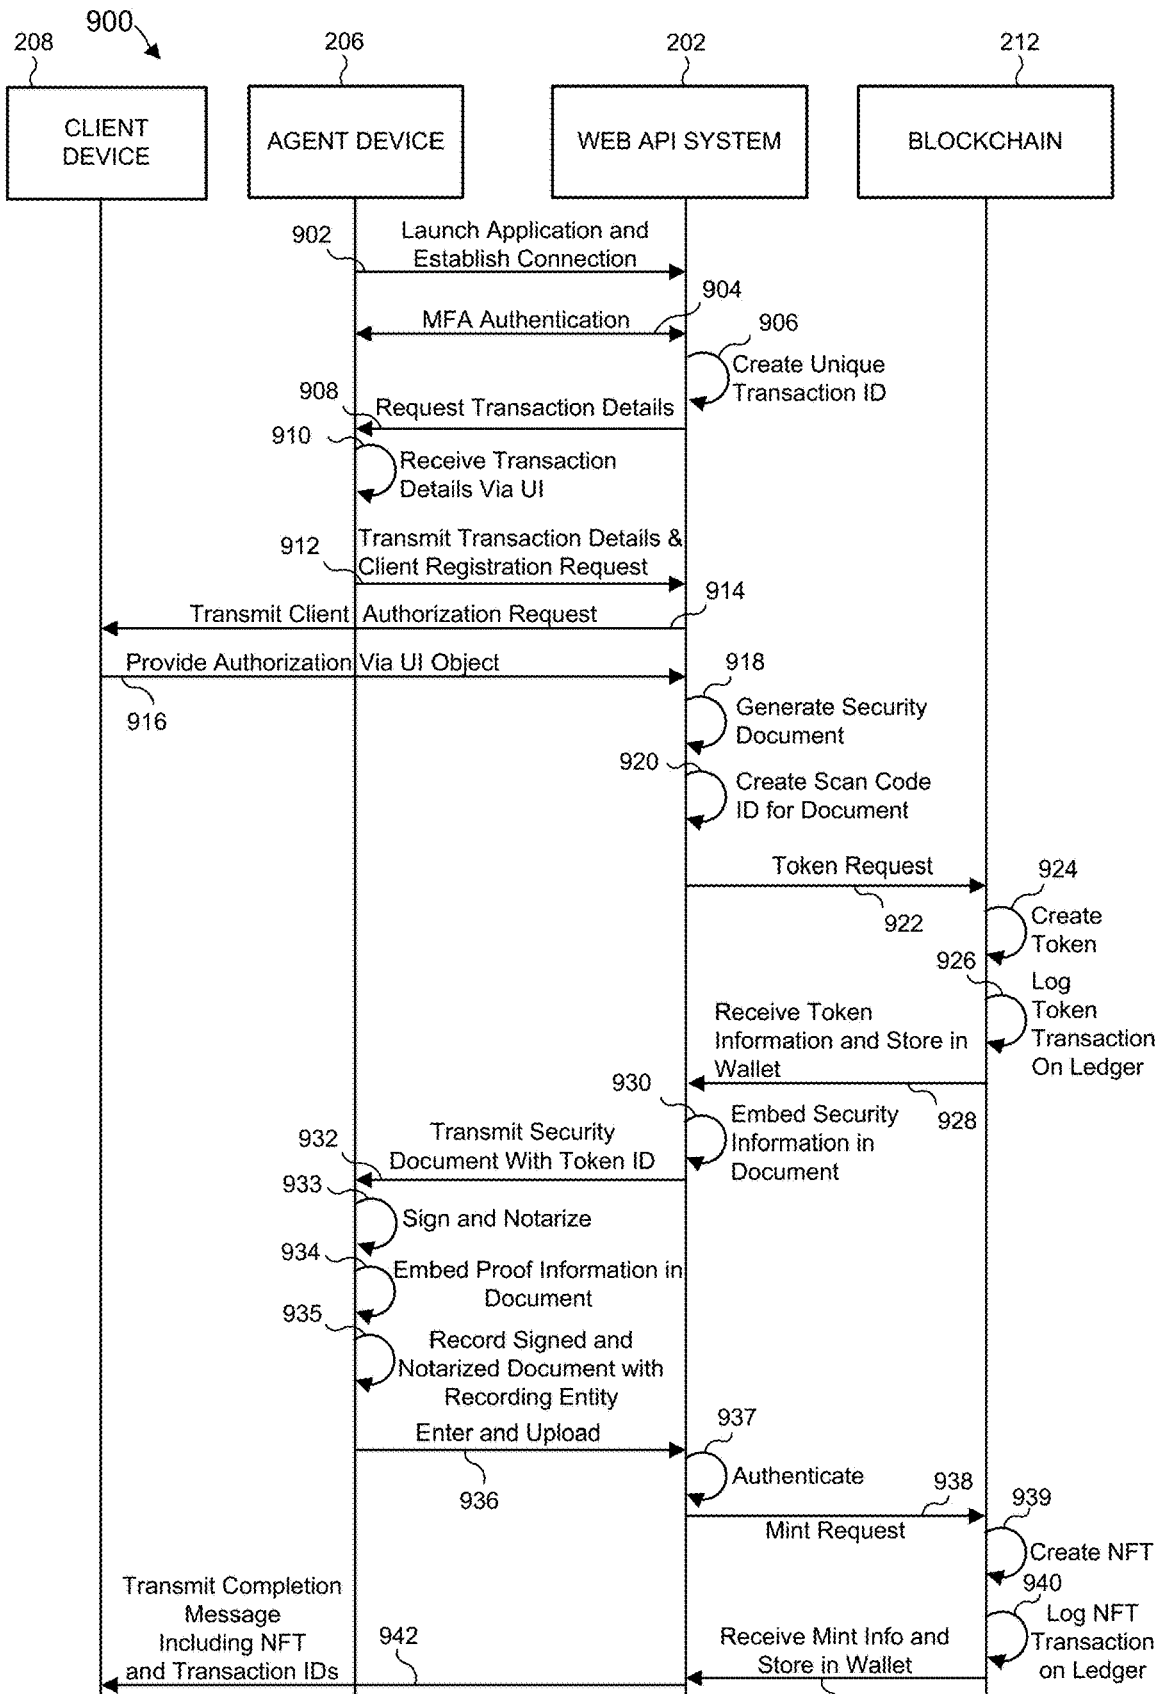 900
208
206
202
212
CLIENT
DEVICE
AGENT DEVICE
WEB API SYSTEM
BLOCKCHAIN
902
Launch Application and
Establish Connection
904
MFA Authentication
906
Create Unique
Transaction ID
908
Request Transaction Details
910
Receive Transaction
Details Via UI
912
Transmit Transaction Details &
Client Registration Request
914
Transmit Client Authorization Request
Provide Authorization Via UI Object
916
918
Generate Security
Document
920
Create Scan Code
ID for Document
Token Request
922
924
Create
Token
926
Log
Token
Transaction
On Ledger
Receive Token
Information and Store in
Wallet
928
930
Embed Security
Information in
Document
932
Transmit Security
Document With Token ID
933
Sign and Notarize
934
Embed Proof Information in
Document
935
Record Signed and
Notarized Document with
Recording Entity
Enter and Upload
936
937
Authenticate
938
Mint Request
939
Create NFT
940
Log NFT
Transaction
on Ledger
Receive Mint Info and
Store in Wallet
942
Transmit Completion
Message
Including NFT
and Transaction IDs